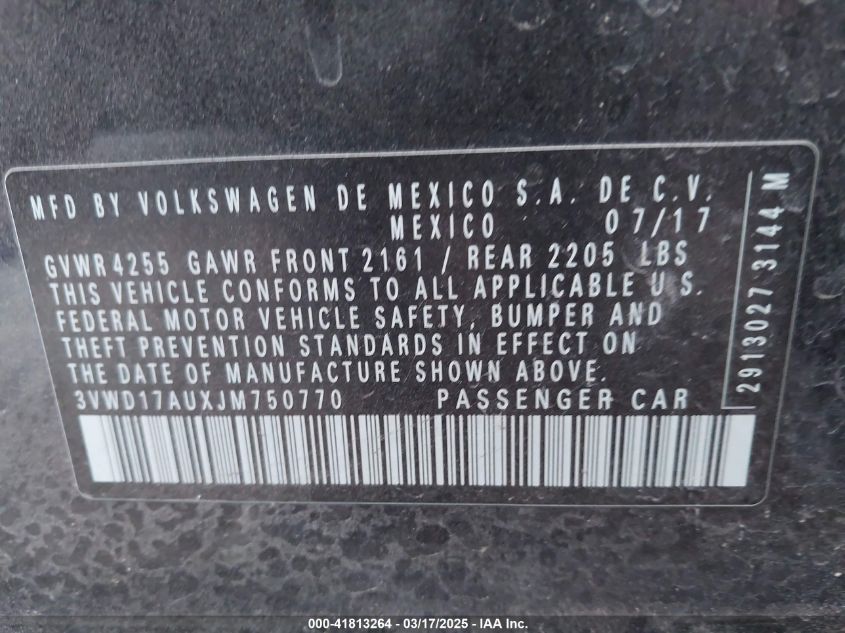 MFD BY VOLKSWAGEN DE MEXICO S.A. DE C.V.
MEXICO 07/17
GVWR 4255 GAWR FRONT 2161 / REAR 2205 LBS
THIS VEHICLE CONFORMS TO ALL APPLICABLE U S.
FEDERAL MOTOR VEHICLE SAFETY, BUMPER AND
THEFT PREVENTION STANDARDS IN EFFECT ON
THE DATE OF MANUFACTURE SHOWN ABOVE.
3VWD17AUXJM750770 PASSENGER CAR
2913027 3144 M
000-41813264 - 03/17/2025 - IAA Inc.